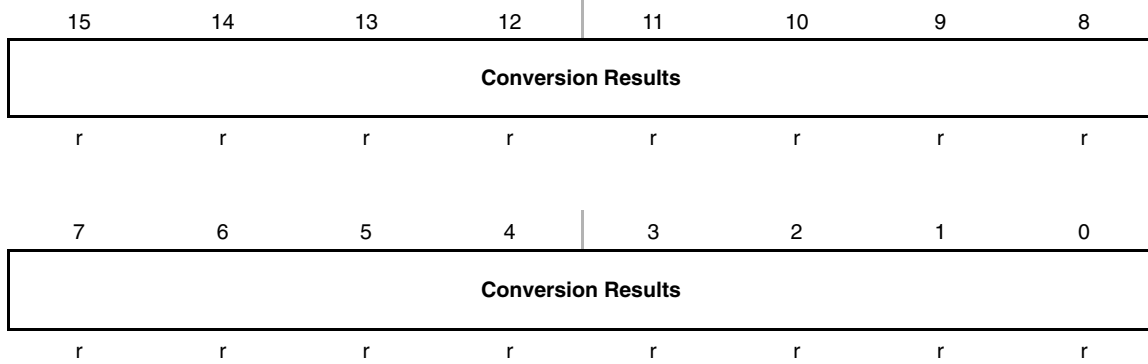 15 14 13 12 11 10 9 8
Conversion Results
r r r r r r r r
7 6 5 4 3 2 1 0
Conversion Results
r r r r r r r r